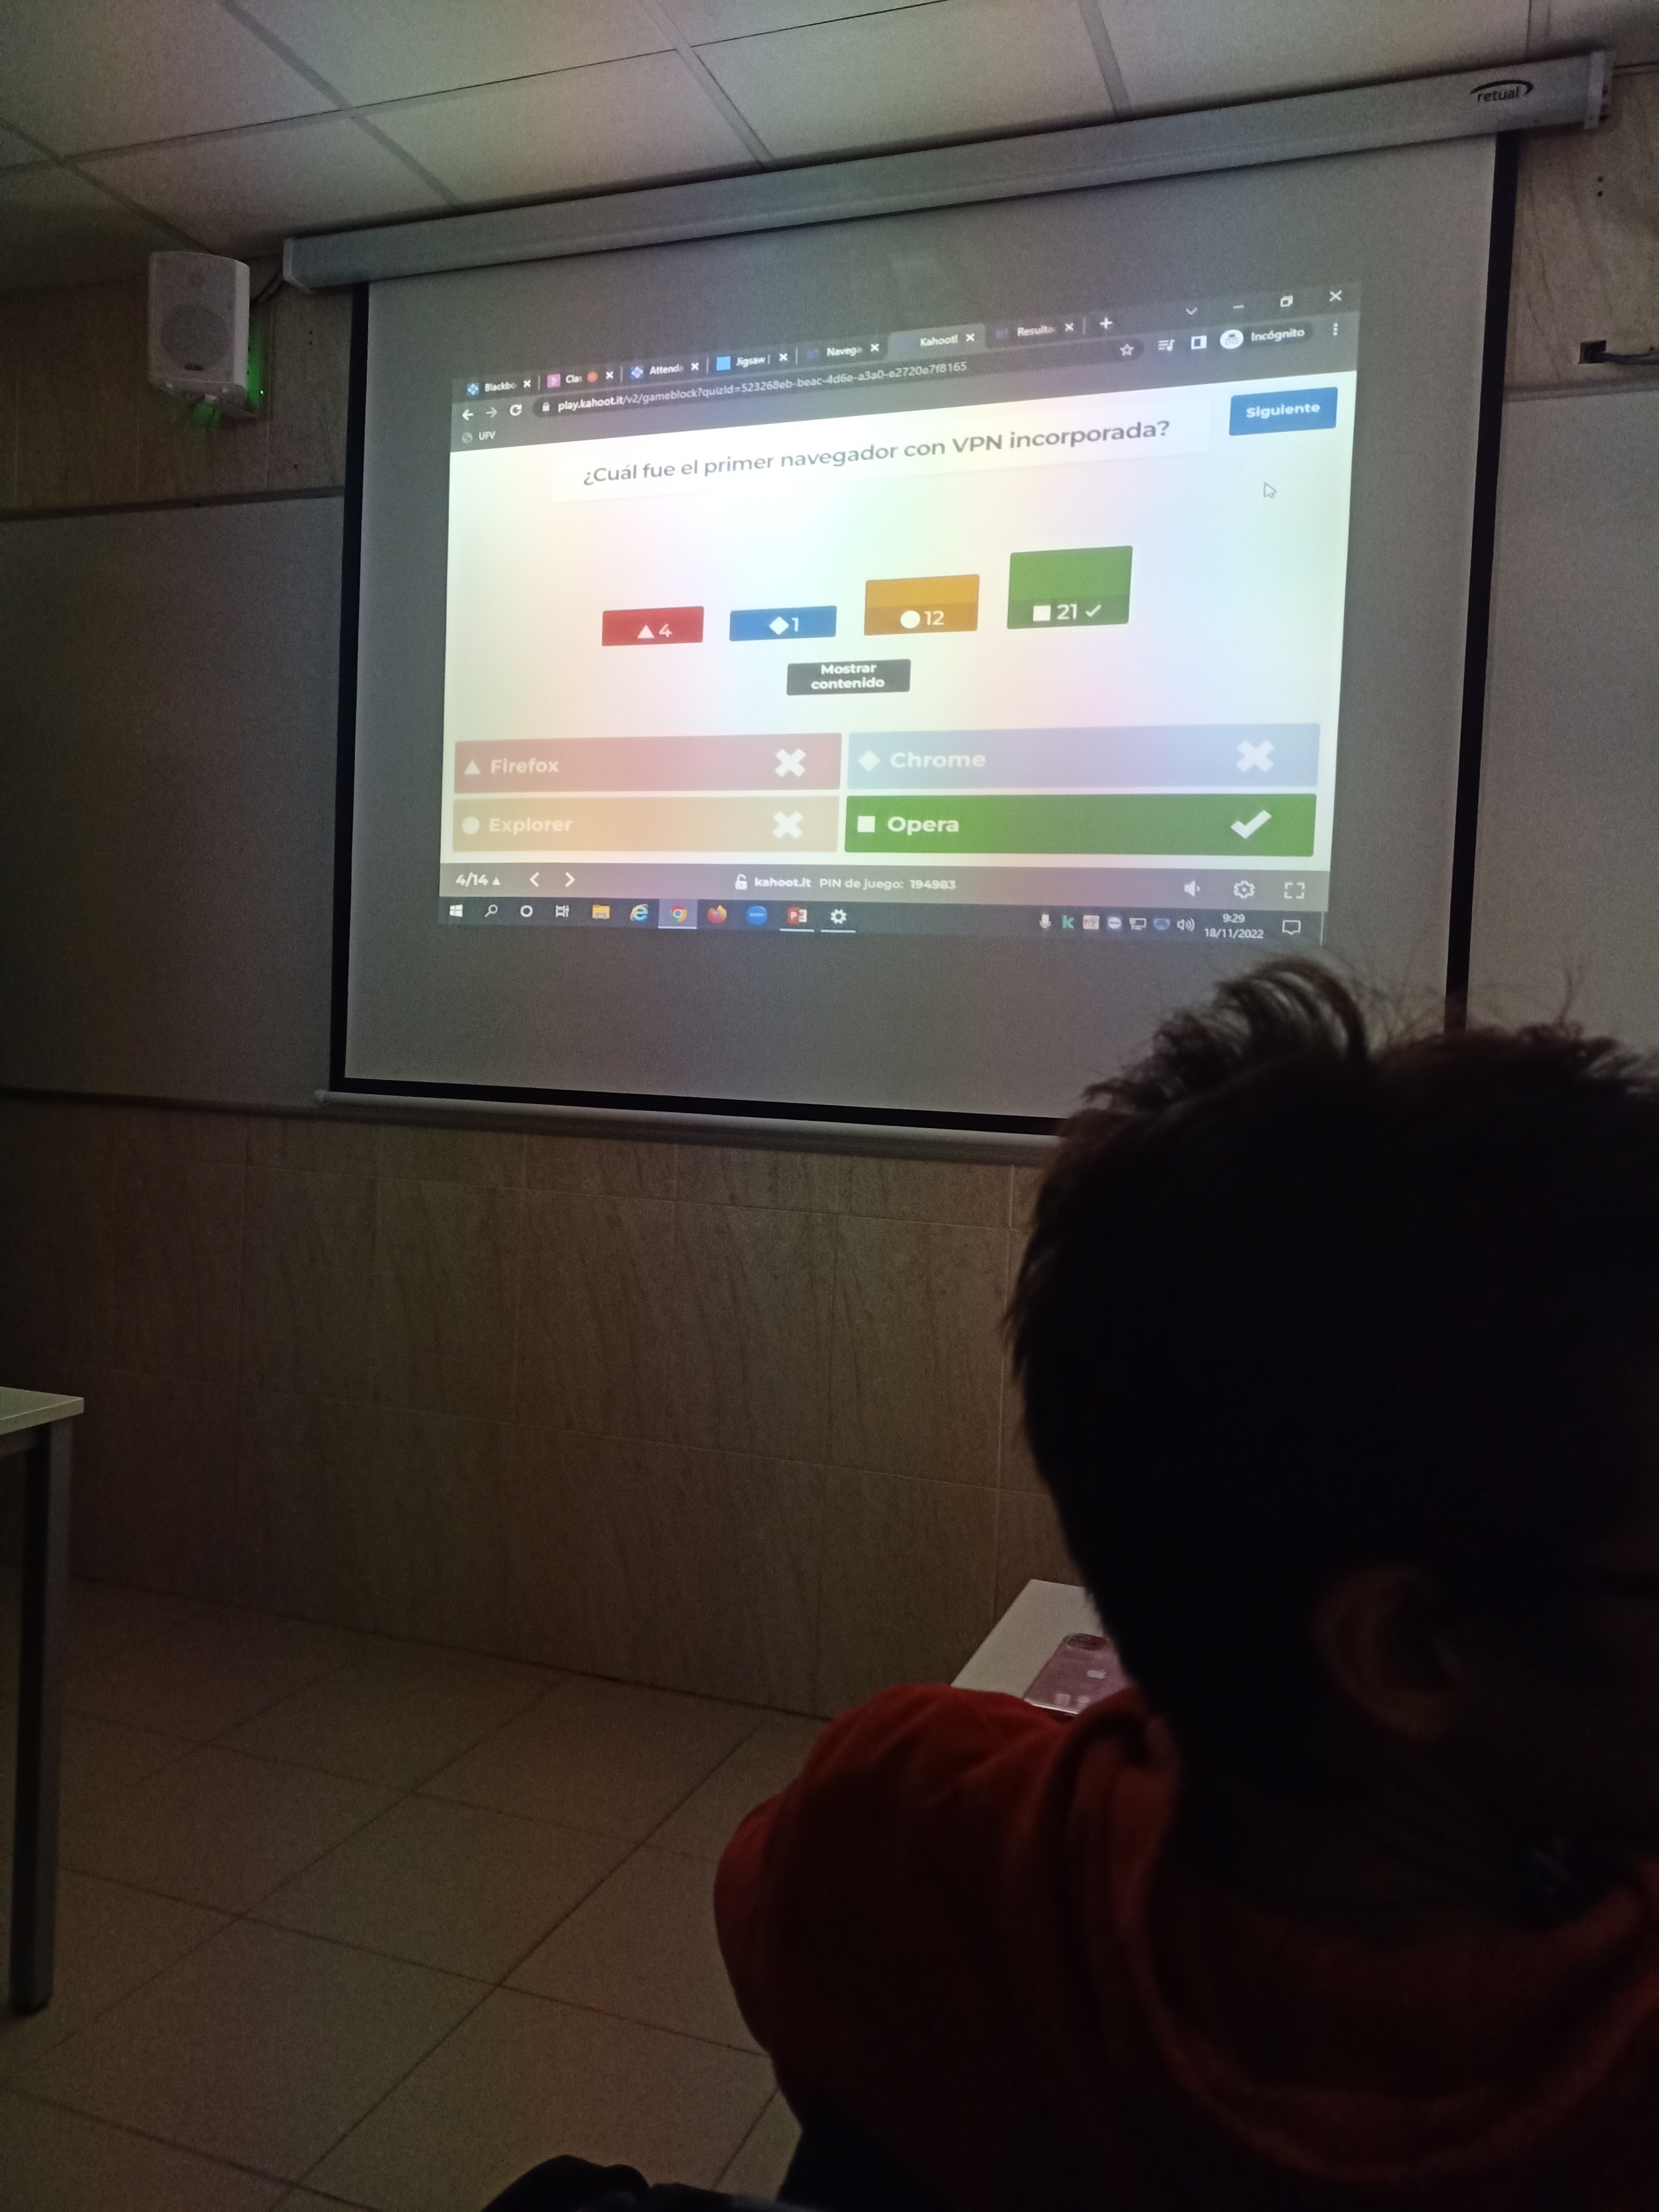 retual
Blackbo
Clas
Attend
Jigsaw |
Navega
Kahoot!
Resulta
play.kahoot.it/v2/gameblock?quizId=523268eb-beac-4d6e-a3a0-e2720e7f8165
Incógnito
UFV
¿Cuál fue el primer navegador con VPN incorporada?
Siguiente
4
1
12
21
Mostrar
contenido
Firefox
Chrome
Explorer
Opera
4/14
kahoot.it PIN de juego: 194983
9:29
18/11/2022